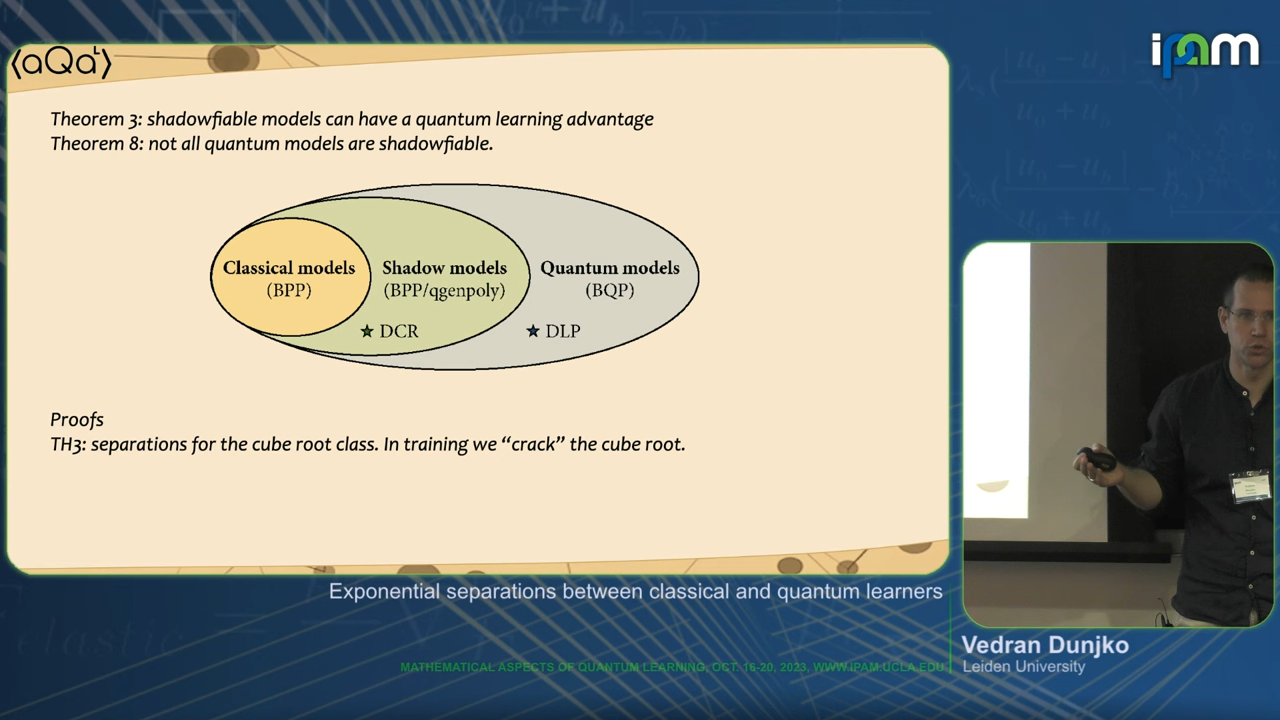 ⟨aQaᴸ⟩
ipam
Theorem 3: shadowfiable models can have a quantum learning advantage
Theorem 8: not all quantum models are shadowfiable.
Classical models
(BPP)
Shadow models
(BPP/qgenpoly)
Quantum models
(BQP)
DCR
DLP
Proofs
TH3: separations for the cube root class. In training we “crack” the cube root.
Exponential separations between classical and quantum learners
Vedran Dunjko
Leiden University
MATHEMATICAL ASPECTS OF QUANTUM LEARNING, OCT. 16-20, 2023, WWW.IPAM.UCLA.EDU
elastic